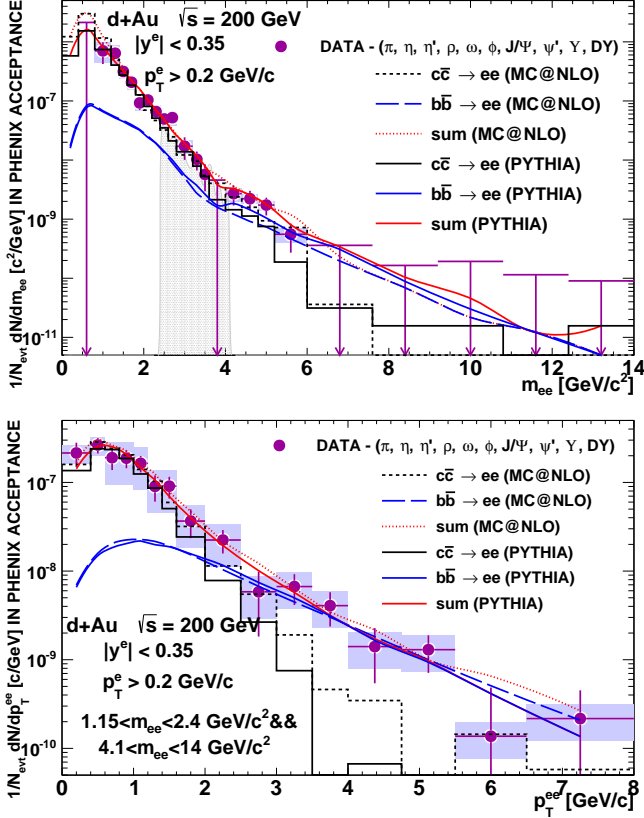 d+Au √s = 200 GeV
|yᵉ| < 0.35
p_T^e > 0.2 GeV/c
DATA - (π, η, η', ρ, ω, ϕ, J/Ψ, ψ', Υ, DY)
cc̄ → ee (MC@NLO)
bb̄ → ee (MC@NLO)
sum (MC@NLO)
cc̄ → ee (PYTHIA)
bb̄ → ee (PYTHIA)
sum (PYTHIA)
1/N_evt dN/dm_ee [c²/GeV] IN PHENIX ACCEPTANCE
10⁻⁷
10⁻⁹
10⁻¹¹
0 2 4 6 8 10 12 14
m_ee [GeV/c²]
DATA - (π, η, η', ρ, ω, ϕ, J/Ψ, ψ', Υ, DY)
cc̄ → ee (MC@NLO)
bb̄ → ee (MC@NLO)
sum (MC@NLO)
cc̄ → ee (PYTHIA)
bb̄ → ee (PYTHIA)
sum (PYTHIA)
d+Au √s = 200 GeV
|yᵉ| < 0.35
p_T^e > 0.2 GeV/c
1.15<m_ee<2.4 GeV/c²&&
4.1<m_ee<14 GeV/c²
1/N_evt dN/dp_T^ee [c/GeV] IN PHENIX ACCEPTANCE
10⁻⁷
10⁻⁸
10⁻⁹
10⁻¹⁰
0 1 2 3 4 5 6 7 8
p_T^ee [GeV/c]